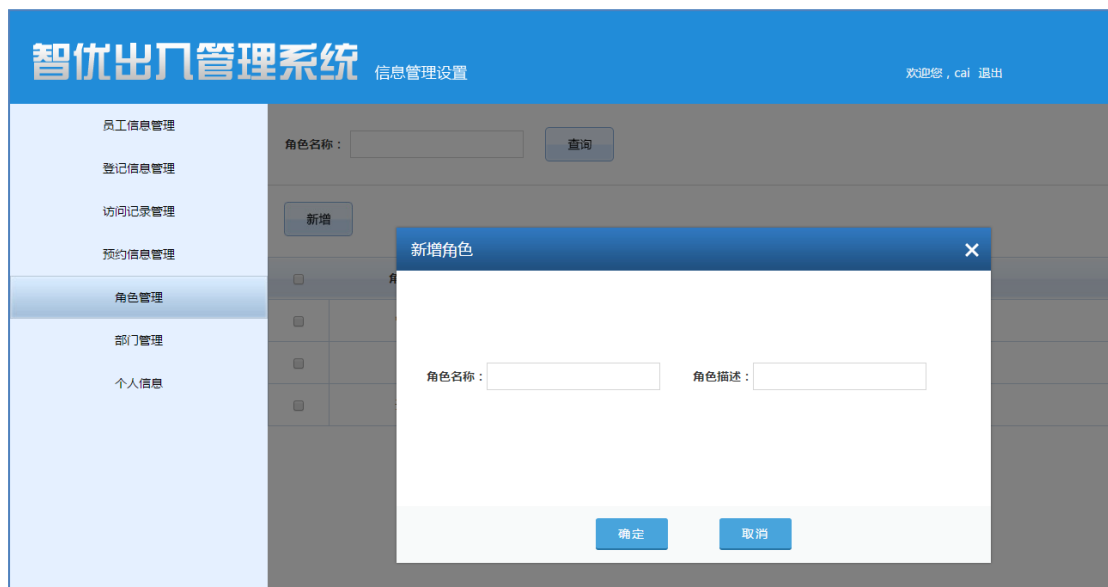 智优出入管理系统 信息管理设置 欢迎您，cai 退出
员工信息管理
登记信息管理
访问记录管理
预约信息管理
角色管理
部门管理
个人信息
角色名称： 查询
新增
新增角色
角色名称： 角色描述：
确定 取消